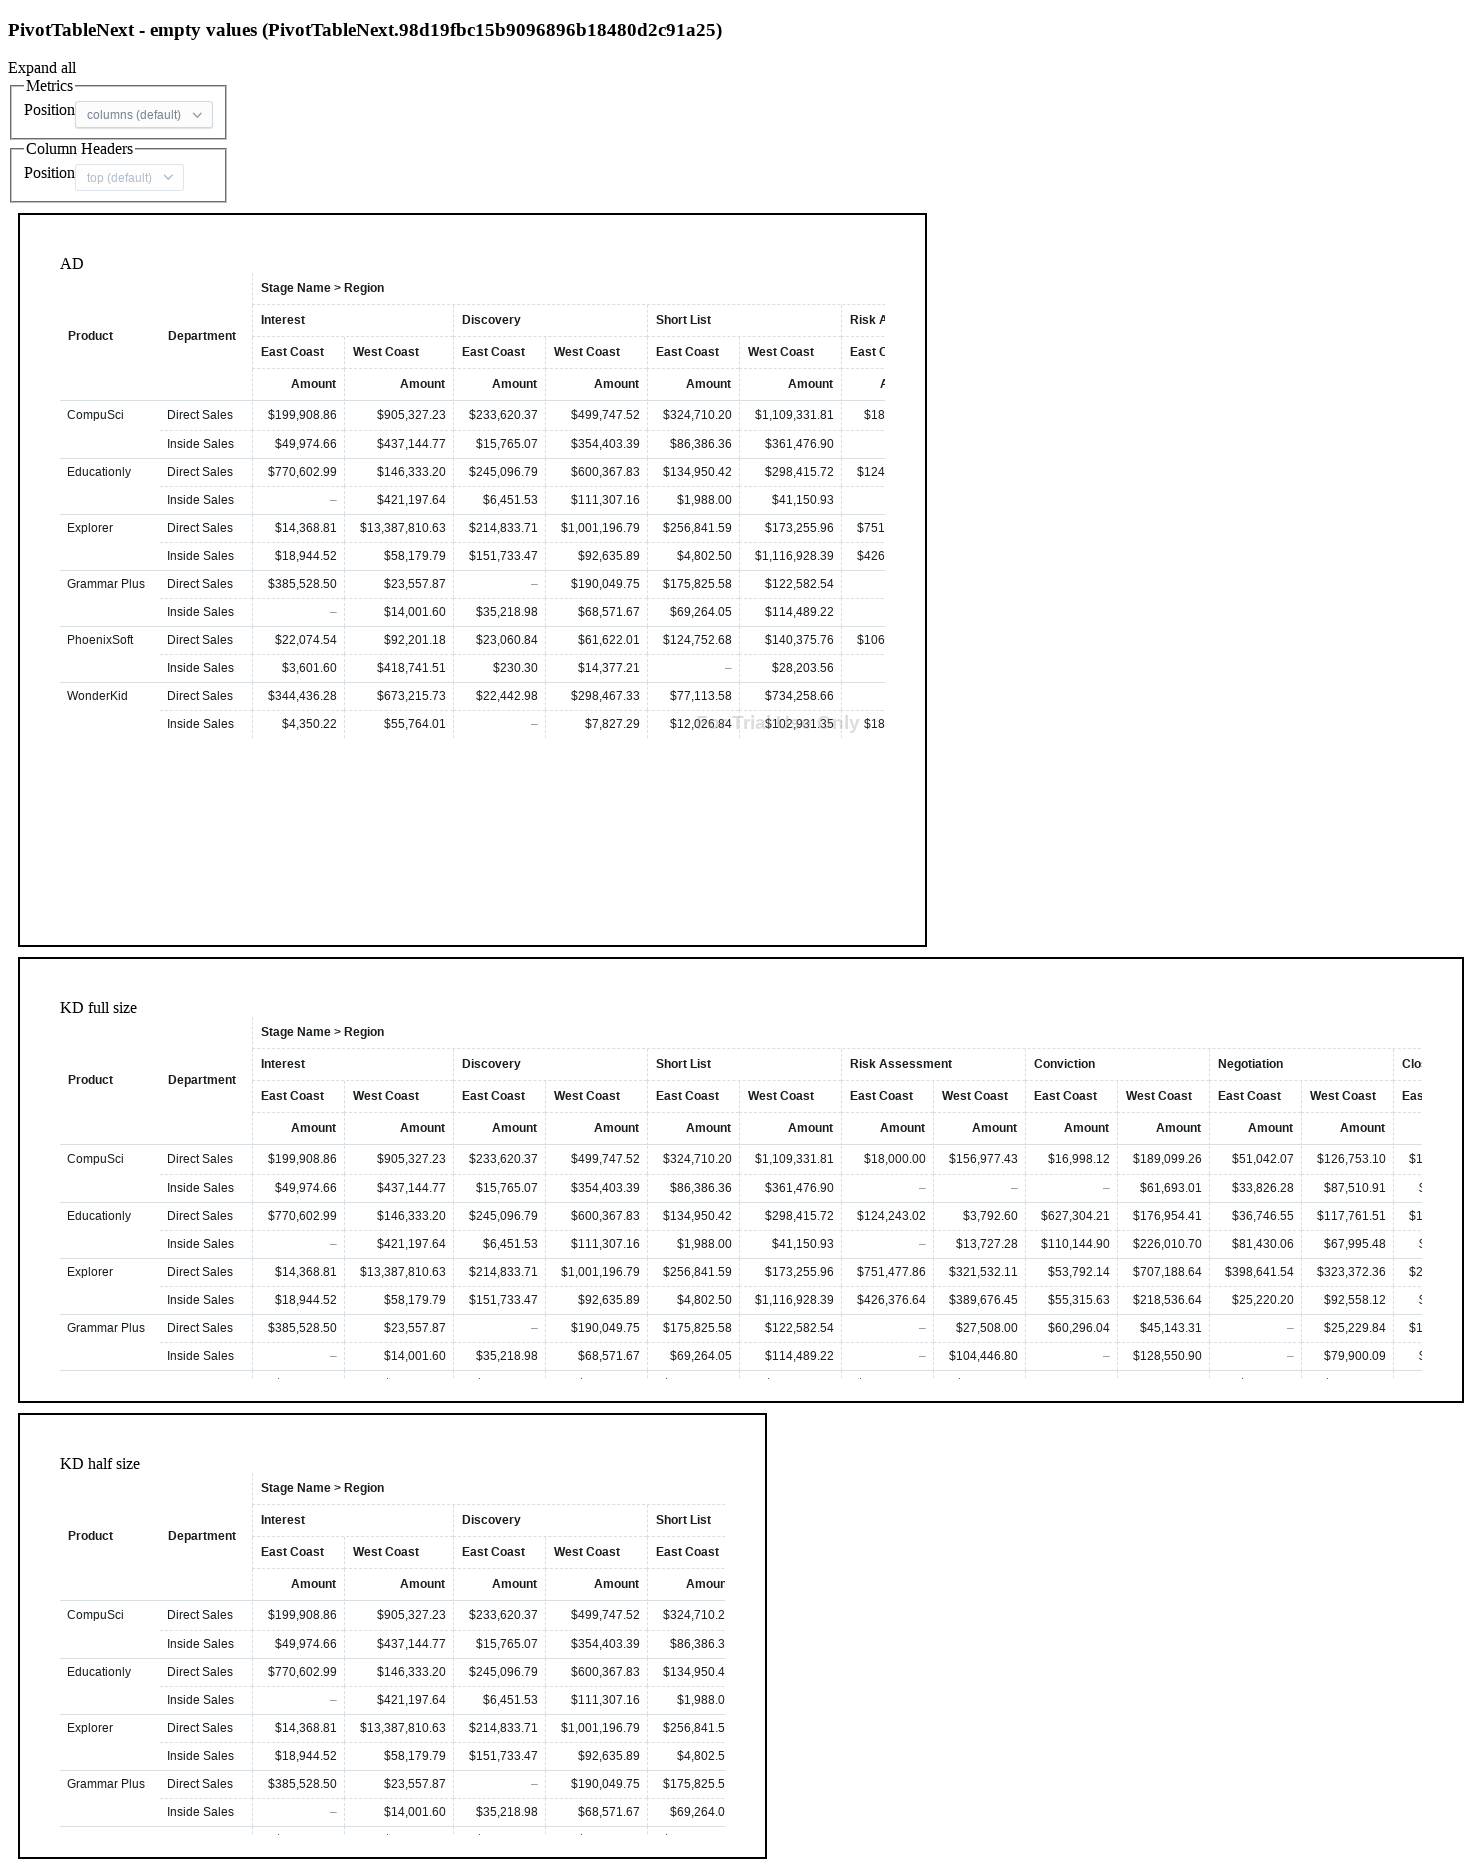 PivotTableNext - empty values (PivotTableNext.98d19fbc15b9096896b18480d2c91a25)
Expand all
Metrics
Position columns (default)
Column Headers
Position top (default)
AD
Stage Name > Region
Interest Discovery Short List Risk A
Product Department
East Coast West Coast East Coast West Coast East Coast West Coast East C
Amount Amount Amount Amount Amount Amount A
CompuSci Direct Sales $199,908.86 $905,327.23 $233,620.37 $499,747.52 $324,710.20 $1,109,331.81 $18
Inside Sales $49,974.66 $437,144.77 $15,765.07 $354,403.39 $86,386.36 $361,476.90
Educationly Direct Sales $770,602.99 $146,333.20 $245,096.79 $600,367.83 $134,950.42 $298,415.72 $124
Inside Sales – $421,197.64 $6,451.53 $111,307.16 $1,988.00 $41,150.93
Explorer Direct Sales $14,368.81 $13,387,810.63 $214,833.71 $1,001,196.79 $256,841.59 $173,255.96 $751
Inside Sales $18,944.52 $58,179.79 $151,733.47 $92,635.89 $4,802.50 $1,116,928.39 $426
Grammar Plus Direct Sales $385,528.50 $23,557.87 – $190,049.75 $175,825.58 $122,582.54
Inside Sales – $14,001.60 $35,218.98 $68,571.67 $69,264.05 $114,489.22
PhoenixSoft Direct Sales $22,074.54 $92,201.18 $23,060.84 $61,622.01 $124,752.68 $140,375.76 $106
Inside Sales $3,601.60 $418,741.51 $230.30 $14,377.21 – $28,203.56
WonderKid Direct Sales $344,436.28 $673,215.73 $22,442.98 $298,467.33 $77,113.58 $734,258.66
Inside Sales $4,350.22 $55,764.01 – $7,827.29 $12,026.84 $102,931.35 $18
For Trial Use Only
KD full size
Stage Name > Region
Interest Discovery Short List Risk Assessment Conviction Negotiation Clo
Product Department
East Coast West Coast East Coast West Coast East Coast West Coast East Coast West Coast East Coast West Coast East Coast West Coast Eas
Amount Amount Amount Amount Amount Amount Amount Amount Amount Amount Amount Amount
CompuSci Direct Sales $199,908.86 $905,327.23 $233,620.37 $499,747.52 $324,710.20 $1,109,331.81 $18,000.00 $156,977.43 $16,998.12 $189,099.26 $51,042.07 $126,753.10 $1
Inside Sales $49,974.66 $437,144.77 $15,765.07 $354,403.39 $86,386.36 $361,476.90 – – – $61,693.01 $33,826.28 $87,510.91 $
Educationly Direct Sales $770,602.99 $146,333.20 $245,096.79 $600,367.83 $134,950.42 $298,415.72 $124,243.02 $3,792.60 $627,304.21 $176,954.41 $36,746.55 $117,761.51 $1
Inside Sales – $421,197.64 $6,451.53 $111,307.16 $1,988.00 $41,150.93 – $13,727.28 $110,144.90 $226,010.70 $81,430.06 $67,995.48 $
Explorer Direct Sales $14,368.81 $13,387,810.63 $214,833.71 $1,001,196.79 $256,841.59 $173,255.96 $751,477.86 $321,532.11 $53,792.14 $707,188.64 $398,641.54 $323,372.36 $2
Inside Sales $18,944.52 $58,179.79 $151,733.47 $92,635.89 $4,802.50 $1,116,928.39 $426,376.64 $389,676.45 $55,315.63 $218,536.64 $25,220.20 $92,558.12 $
Grammar Plus Direct Sales $385,528.50 $23,557.87 – $190,049.75 $175,825.58 $122,582.54 – $27,508.00 $60,296.04 $45,143.31 – $25,229.84 $1
Inside Sales – $14,001.60 $35,218.98 $68,571.67 $69,264.05 $114,489.22 – $104,446.80 – $128,550.90 – $79,900.09 $
KD half size
Stage Name > Region
Interest Discovery Short List
Product Department
East Coast West Coast East Coast West Coast East Coast
Amount Amount Amount Amount Amoun
CompuSci Direct Sales $199,908.86 $905,327.23 $233,620.37 $499,747.52 $324,710.2
Inside Sales $49,974.66 $437,144.77 $15,765.07 $354,403.39 $86,386.3
Educationly Direct Sales $770,602.99 $146,333.20 $245,096.79 $600,367.83 $134,950.4
Inside Sales – $421,197.64 $6,451.53 $111,307.16 $1,988.0
Explorer Direct Sales $14,368.81 $13,387,810.63 $214,833.71 $1,001,196.79 $256,841.5
Inside Sales $18,944.52 $58,179.79 $151,733.47 $92,635.89 $4,802.5
Grammar Plus Direct Sales $385,528.50 $23,557.87 – $190,049.75 $175,825.5
Inside Sales – $14,001.60 $35,218.98 $68,571.67 $69,264.0